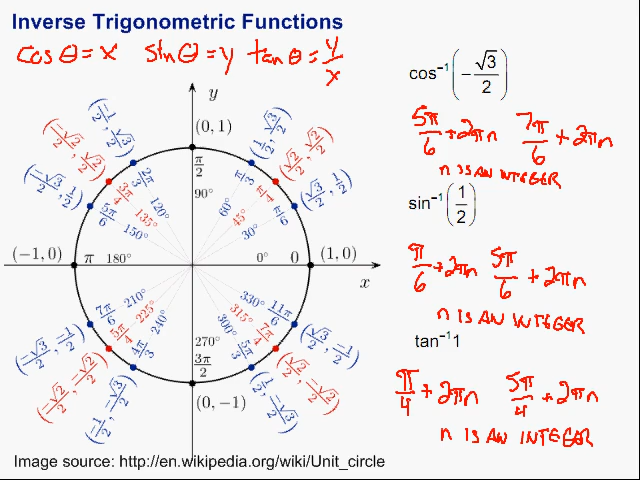 Inverse Trigonometric Functions
cos θ = x   sin θ = y   tan θ = y/x
cos⁻¹(−√3/2)
5π/6 + 2πn   7π/6 + 2πn
n IS AN INTEGER
sin⁻¹(1/2)
π/6 + 2πn   5π/6 + 2πn
n IS AN INTEGER
tan⁻¹1
π/4 + 2πn   5π/4 + 2πn
n IS AN INTEGER
y
(0, 1)
(−1/2, √3/2)   (1/2, √3/2)
(−√2/2, √2/2)   (√2/2, √2/2)
(−√3/2, 1/2)   (√3/2, 1/2)
π/2
90°
2π/3   120°   60°   π/3
3π/4   135°   45°   π/4
5π/6   150°   30°   π/6
(−1, 0)   π   180°   0°   0   (1, 0)
x
7π/6   210°   330°   11π/6
5π/4   225°   315°   7π/4
4π/3   240°   300°   5π/3
270°
3π/2
(−√3/2, −1/2)   (√3/2, −1/2)
(−√2/2, −√2/2)   (√2/2, −√2/2)
(−1/2, −√3/2)   (1/2, −√3/2)
(0, −1)
Image source: http://en.wikipedia.org/wiki/Unit_circle